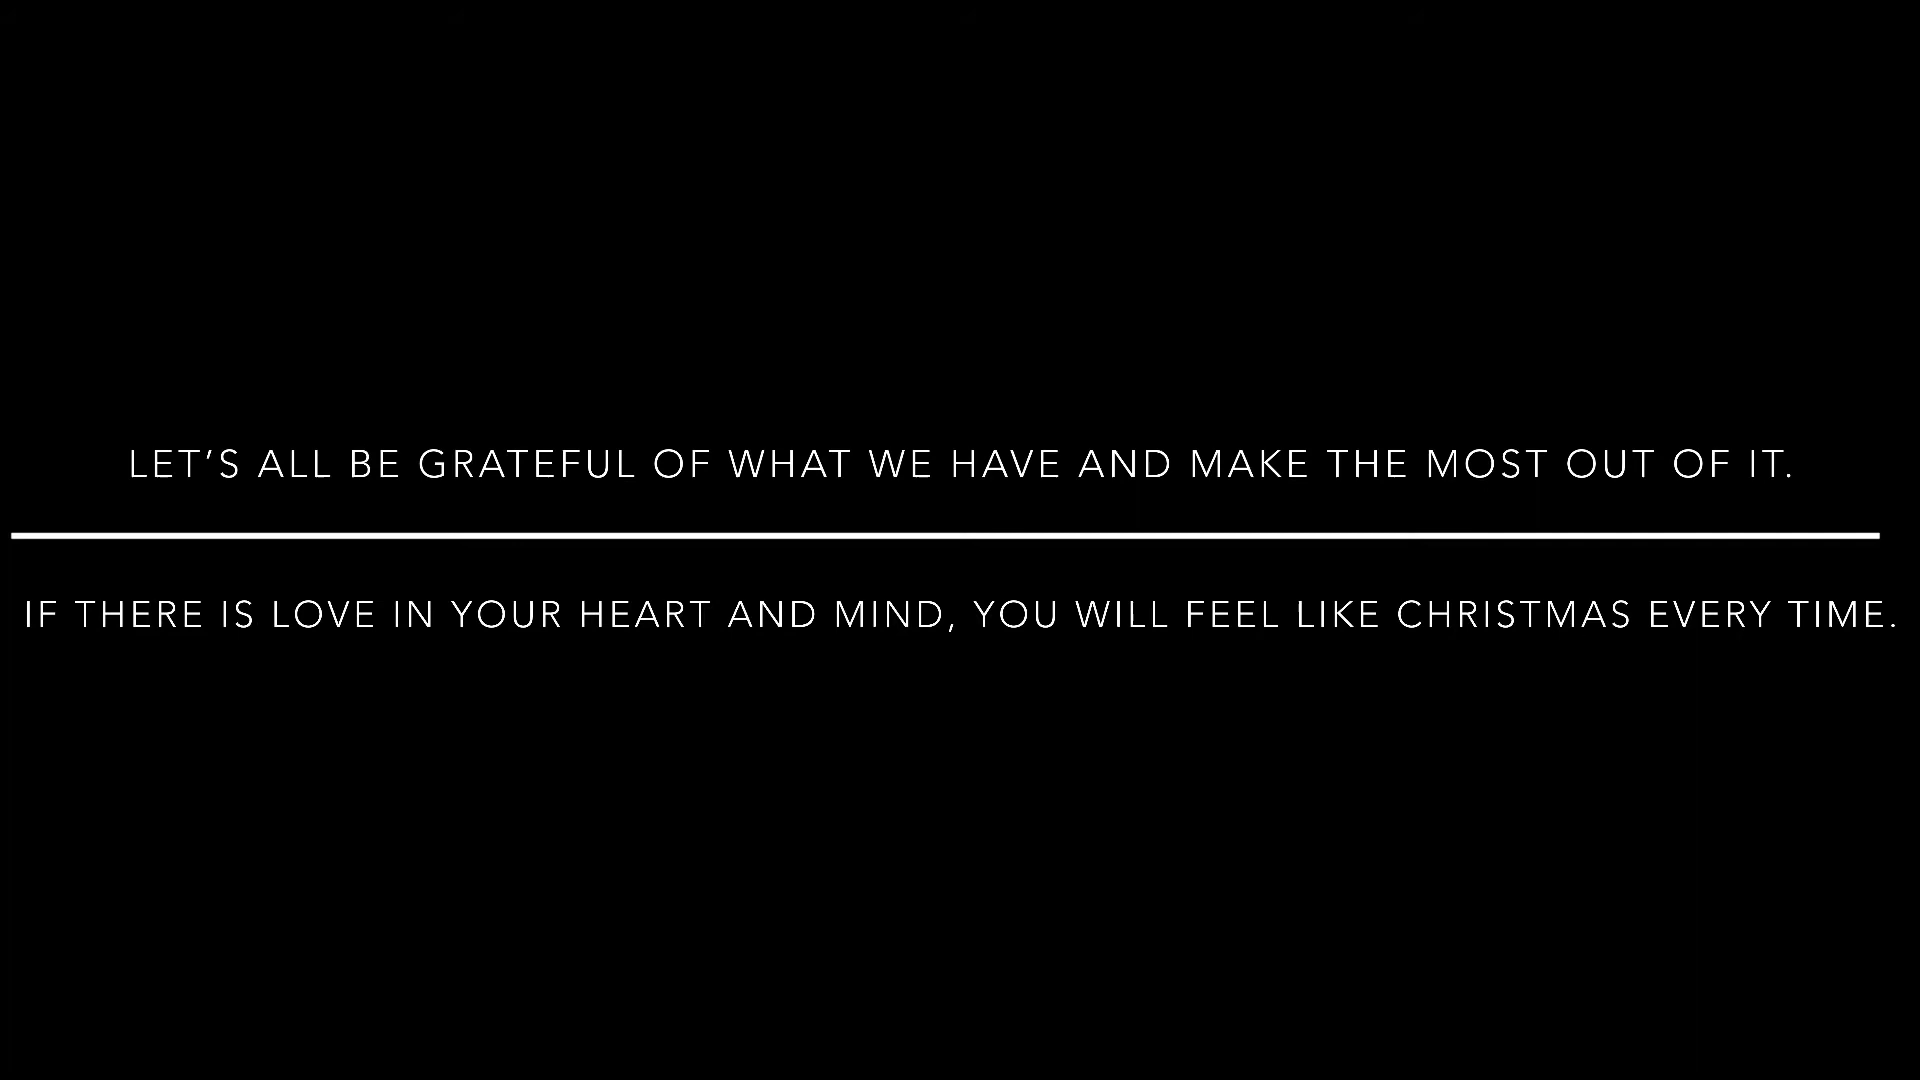 LET’S ALL BE GRATEFUL OF WHAT WE HAVE AND MAKE THE MOST OUT OF IT.
IF THERE IS LOVE IN YOUR HEART AND MIND, YOU WILL FEEL LIKE CHRISTMAS EVERY TIME.